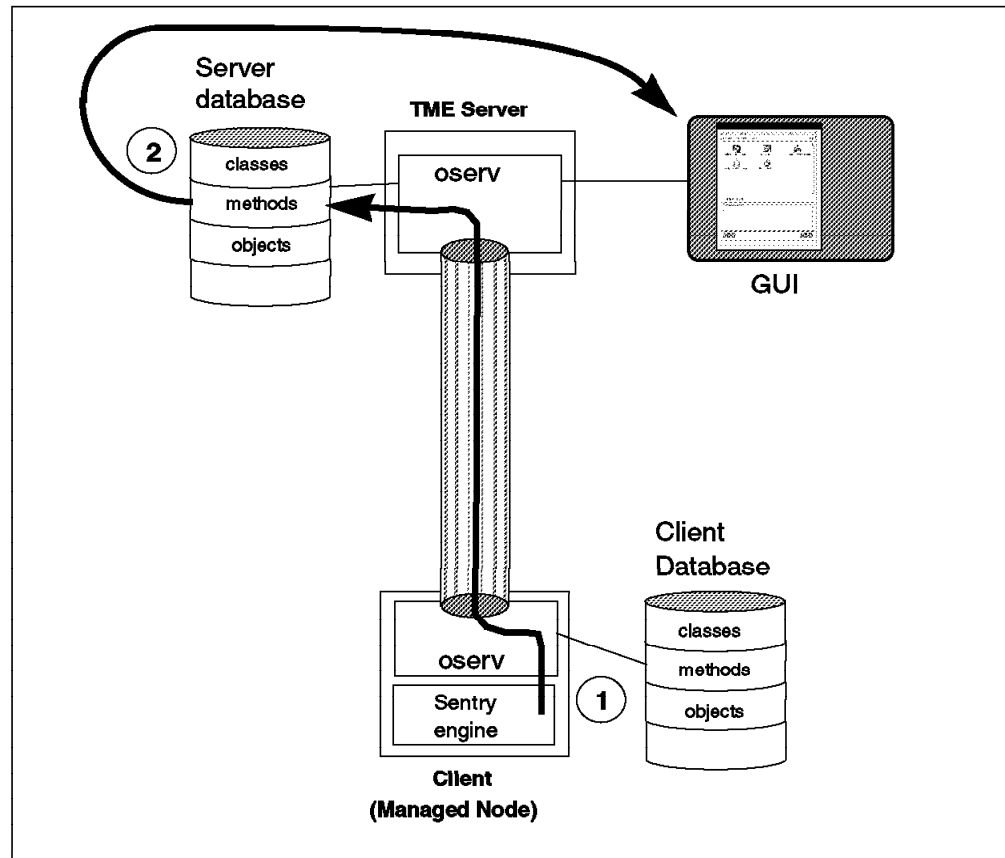 Server
database
TME Server
2
classes
methods
objects
oserv
GUI
Client
Database
classes
methods
objects
oserv
Sentry
engine
1
Client
(Managed Node)